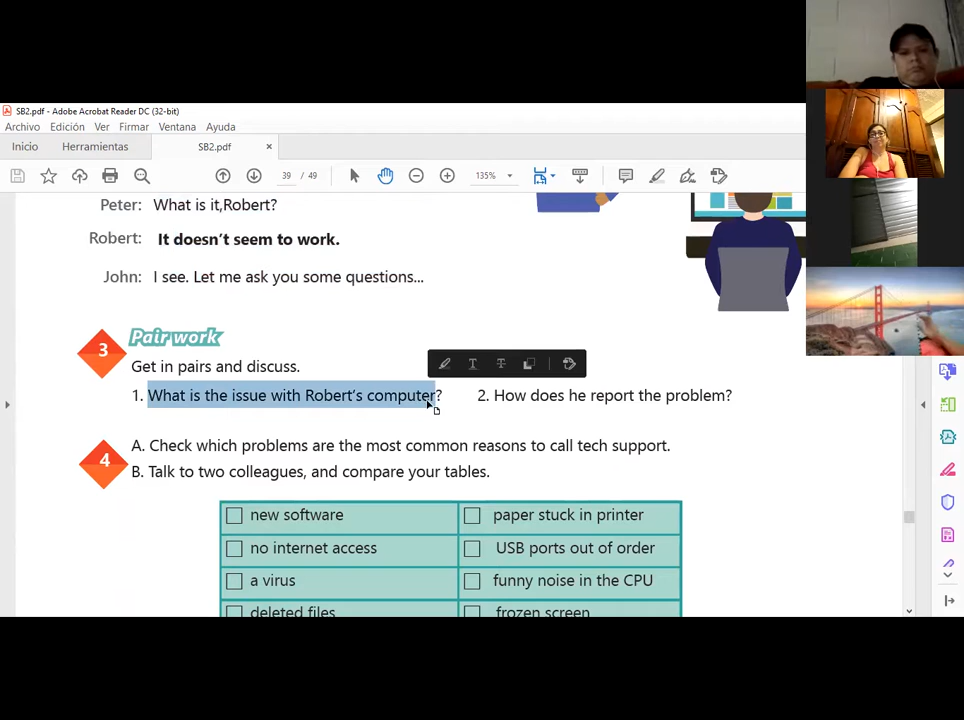 SB2.pdf - Adobe Acrobat Reader DC (32-bit)
Archivo Edición Ver Firmar Ventana Ayuda
Inicio Herramientas SB2.pdf ×
39 / 49 135%
Peter: What is it,Robert?
Robert: It doesn't seem to work.
John: I see. Let me ask you some questions...
3 Pair work
Get in pairs and discuss.
1. What is the issue with Robert's computer? 2. How does he report the problem?
4 A. Check which problems are the most common reasons to call tech support.
B. Talk to two colleagues, and compare your tables.
new software paper stuck in printer
no internet access USB ports out of order
a virus funny noise in the CPU
deleted files frozen screen